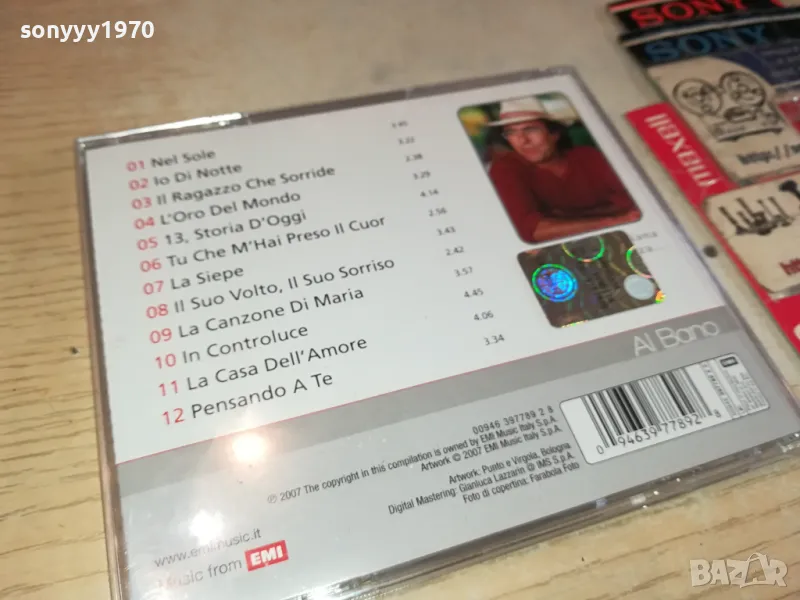 sonyyy1970
01 Nel Sole 3.45
02 Io Di Notte 3.22
03 Il Ragazzo Che Sorride 2.38
04 L'Oro Del Mondo 3.29
05 13, Storia D'Oggi 4.14
06 Tu Che M'Hai Preso Il Cuor 2.56
07 La Siepe 3.43
08 Il Suo Volto, Il Suo Sorriso 2.42
09 La Canzone Di Maria 3.57
10 In Controluce 4.45
11 La Casa Dell'Amore 4.06
12 Pensando A Te 3.34
Al Bano
EMI
00946 397789 2 8
℗ 2007 The copyright in this compilation is owned by EMI Music Italy S.p.A.
Artwork © 2007 EMI Music Italy S.p.A.
Artwork: Punto e Virgola, Bologna
Digital Mastering: Gianluca Lazzarin @ IMS S.p.A.
Foto di copertina: Farabola Foto
0 94639 77892 8
www.emimusic.it
Music from EMI
SONY
SONY
maxell
BAZAR